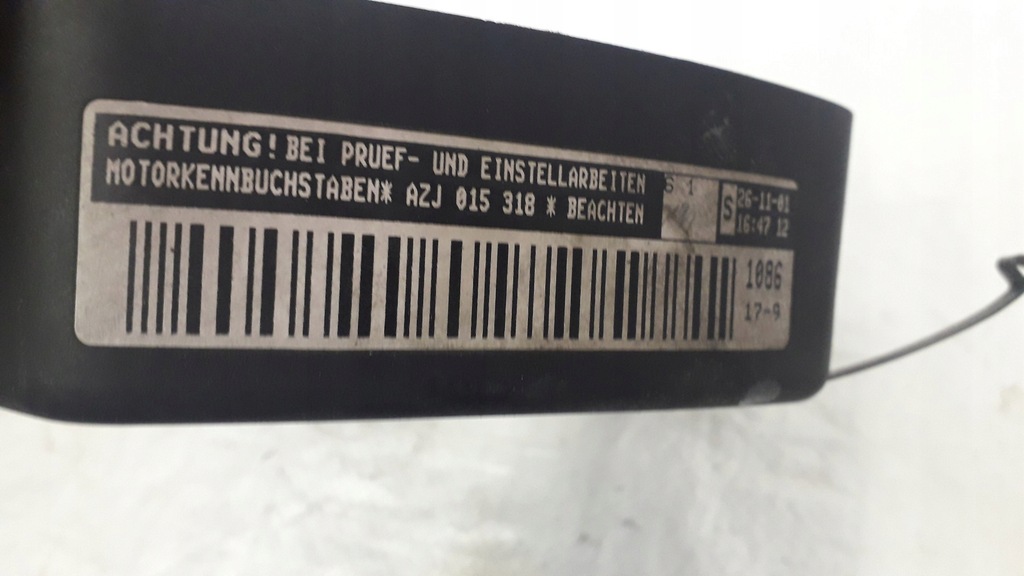 ACHTUNG! BEI PRUEF- UND EINSTELLARBEITEN
MOTORKENNBUCHSTABEN* AZJ 015 318 * BEACHTEN
S 1
S 26-11-01
16:47 12
1086
17-9